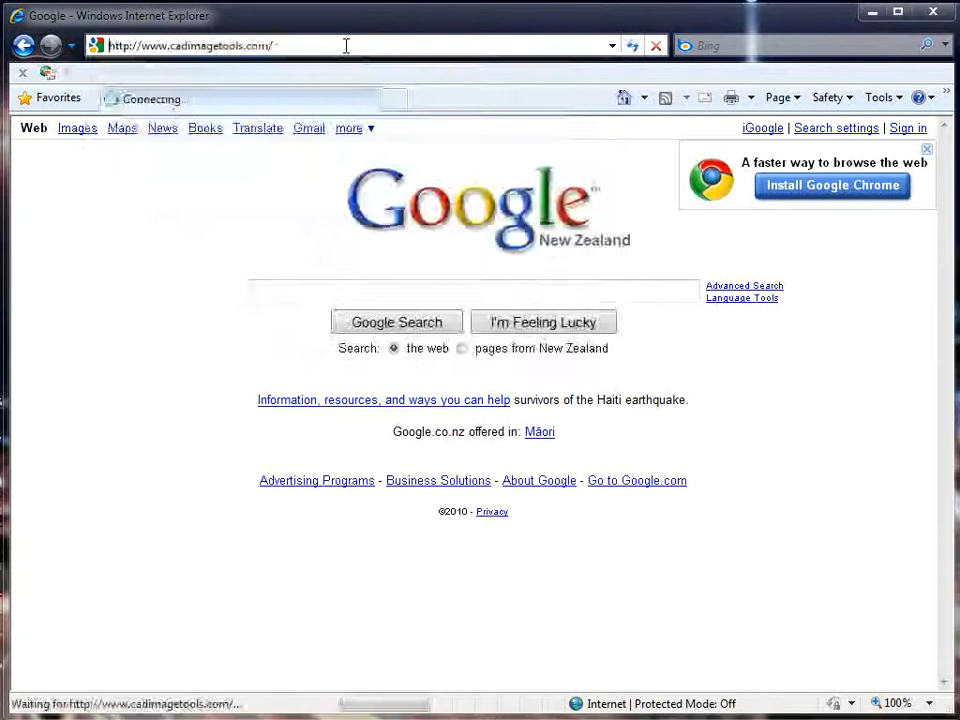 Google - Windows Internet Explorer
http://www.cadimagetools.com/
Bing
Favorites
Connecting...
Page
Safety
Tools
Web Images Maps News Books Translate Gmail more ▼
iGoogle | Search settings | Sign in
A faster way to browse the web
Install Google Chrome
Google™
New Zealand
Advanced Search
Language Tools
Google Search
I'm Feeling Lucky
Search: the web pages from New Zealand
Information, resources, and ways you can help survivors of the Haiti earthquake.
Google.co.nz offered in: Māori
Advertising Programs - Business Solutions - About Google - Go to Google.com
©2010 - Privacy
Waiting for http://www.cadimagetools.com/...
Internet | Protected Mode: Off
100%